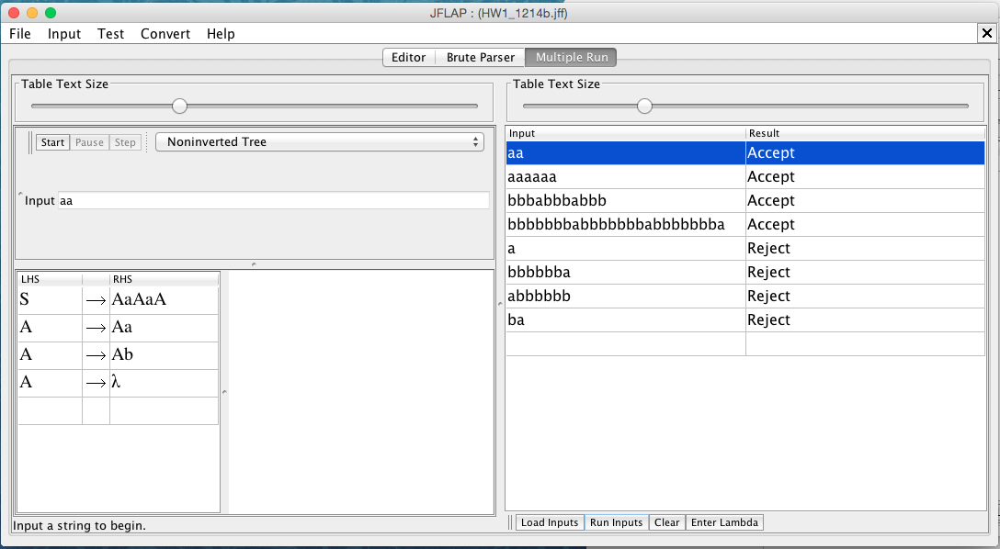 JFLAP : (HW1_1214b.jff)
File Input Test Convert Help
Editor Brute Parser Multiple Run
Table Text Size
Start Pause Step Noninverted Tree
Input aa
LHS RHS
S → AaAaA
A → Aa
A → Ab
A → λ
Input a string to begin.
Table Text Size
Input Result
aa Accept
aaaaaa Accept
bbbabbbabbb Accept
bbbbbbbabbbbbbbabbbbbbba Accept
a Reject
bbbbbba Reject
abbbbbb Reject
ba Reject
Load Inputs Run Inputs Clear Enter Lambda